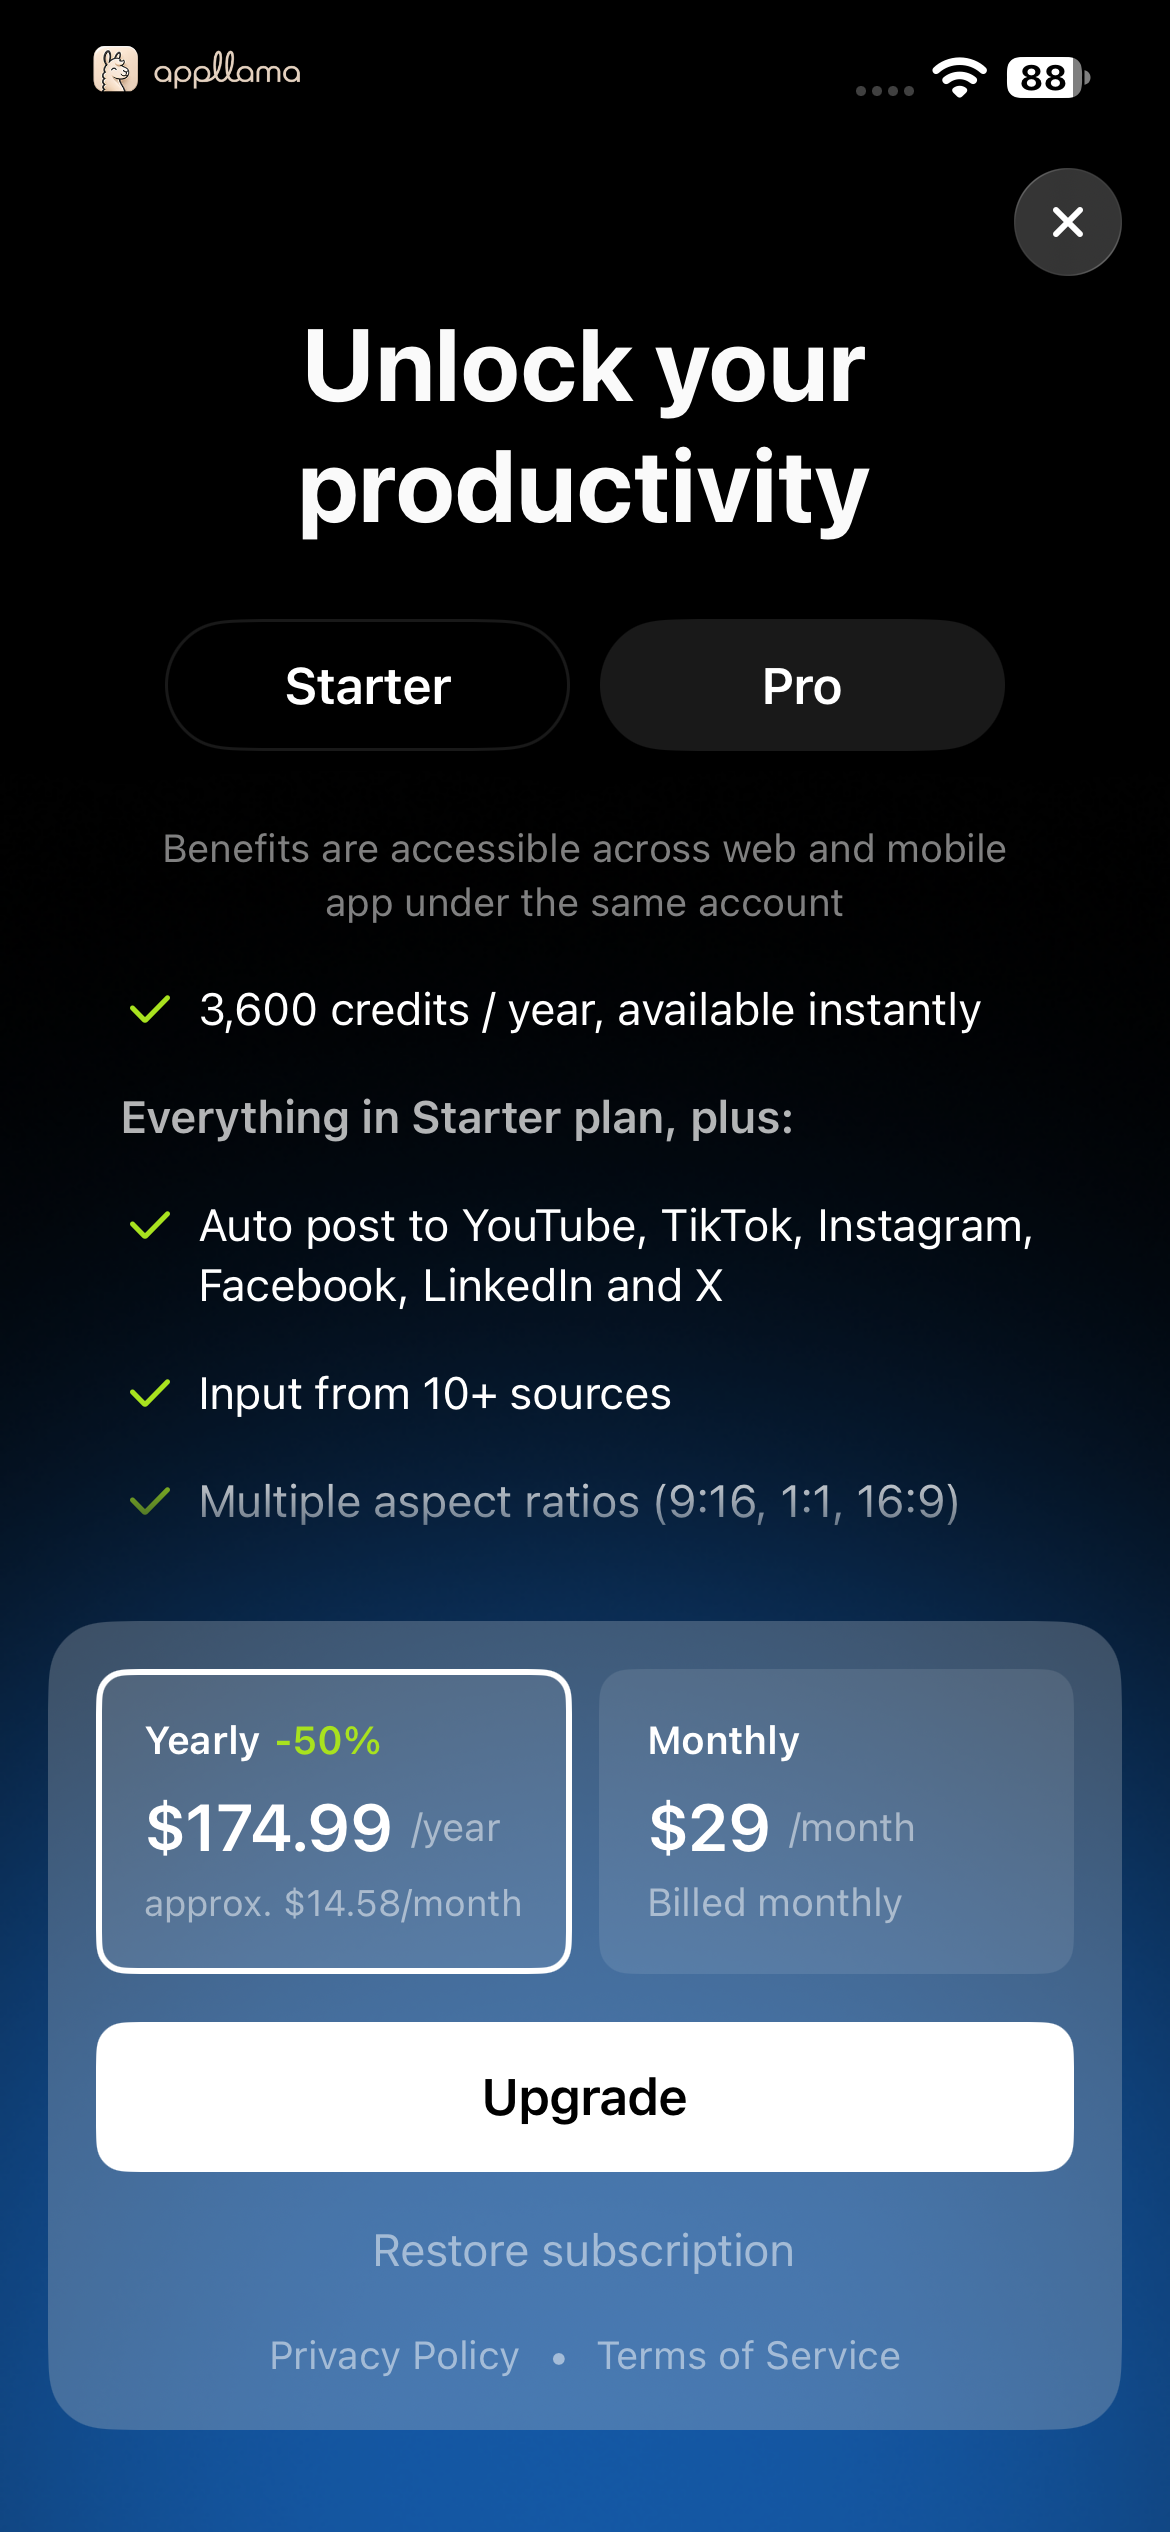 appllama
88
Unlock your
productivity
Starter
Pro
Benefits are accessible across web and mobile
app under the same account
3,600 credits / year, available instantly
Everything in Starter plan, plus:
Auto post to YouTube, TikTok, Instagram,
Facebook, LinkedIn and X
Input from 10+ sources
Multiple aspect ratios (9:16, 1:1, 16:9)
Yearly -50%
$174.99 /year
approx. $14.58/month
Monthly
$29 /month
Billed monthly
Upgrade
Restore subscription
Privacy Policy • Terms of Service